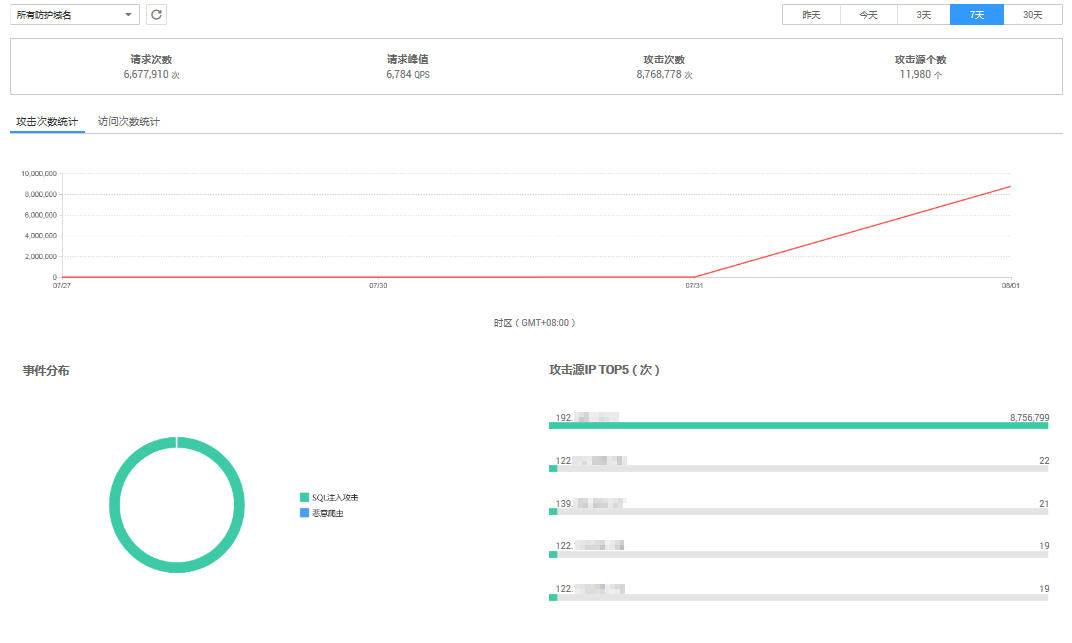 所有防护域名
昨天 今天 3天 7天 30天
请求次数 请求峰值 攻击次数 攻击源个数
6,677,910 次 6,784 QPS 8,768,778 次 11,980 个
攻击次数统计 访问次数统计
10,000,000
8,000,000
6,000,000
4,000,000
2,000,000
0
07/27 07/30 07/31 08/01
时区（GMT+08:00）
事件分布
SQL注入攻击
恶意爬虫
攻击源IP TOP5（次）
192. 8,756,799
122. 22
139. 21
122. 19
122. 19